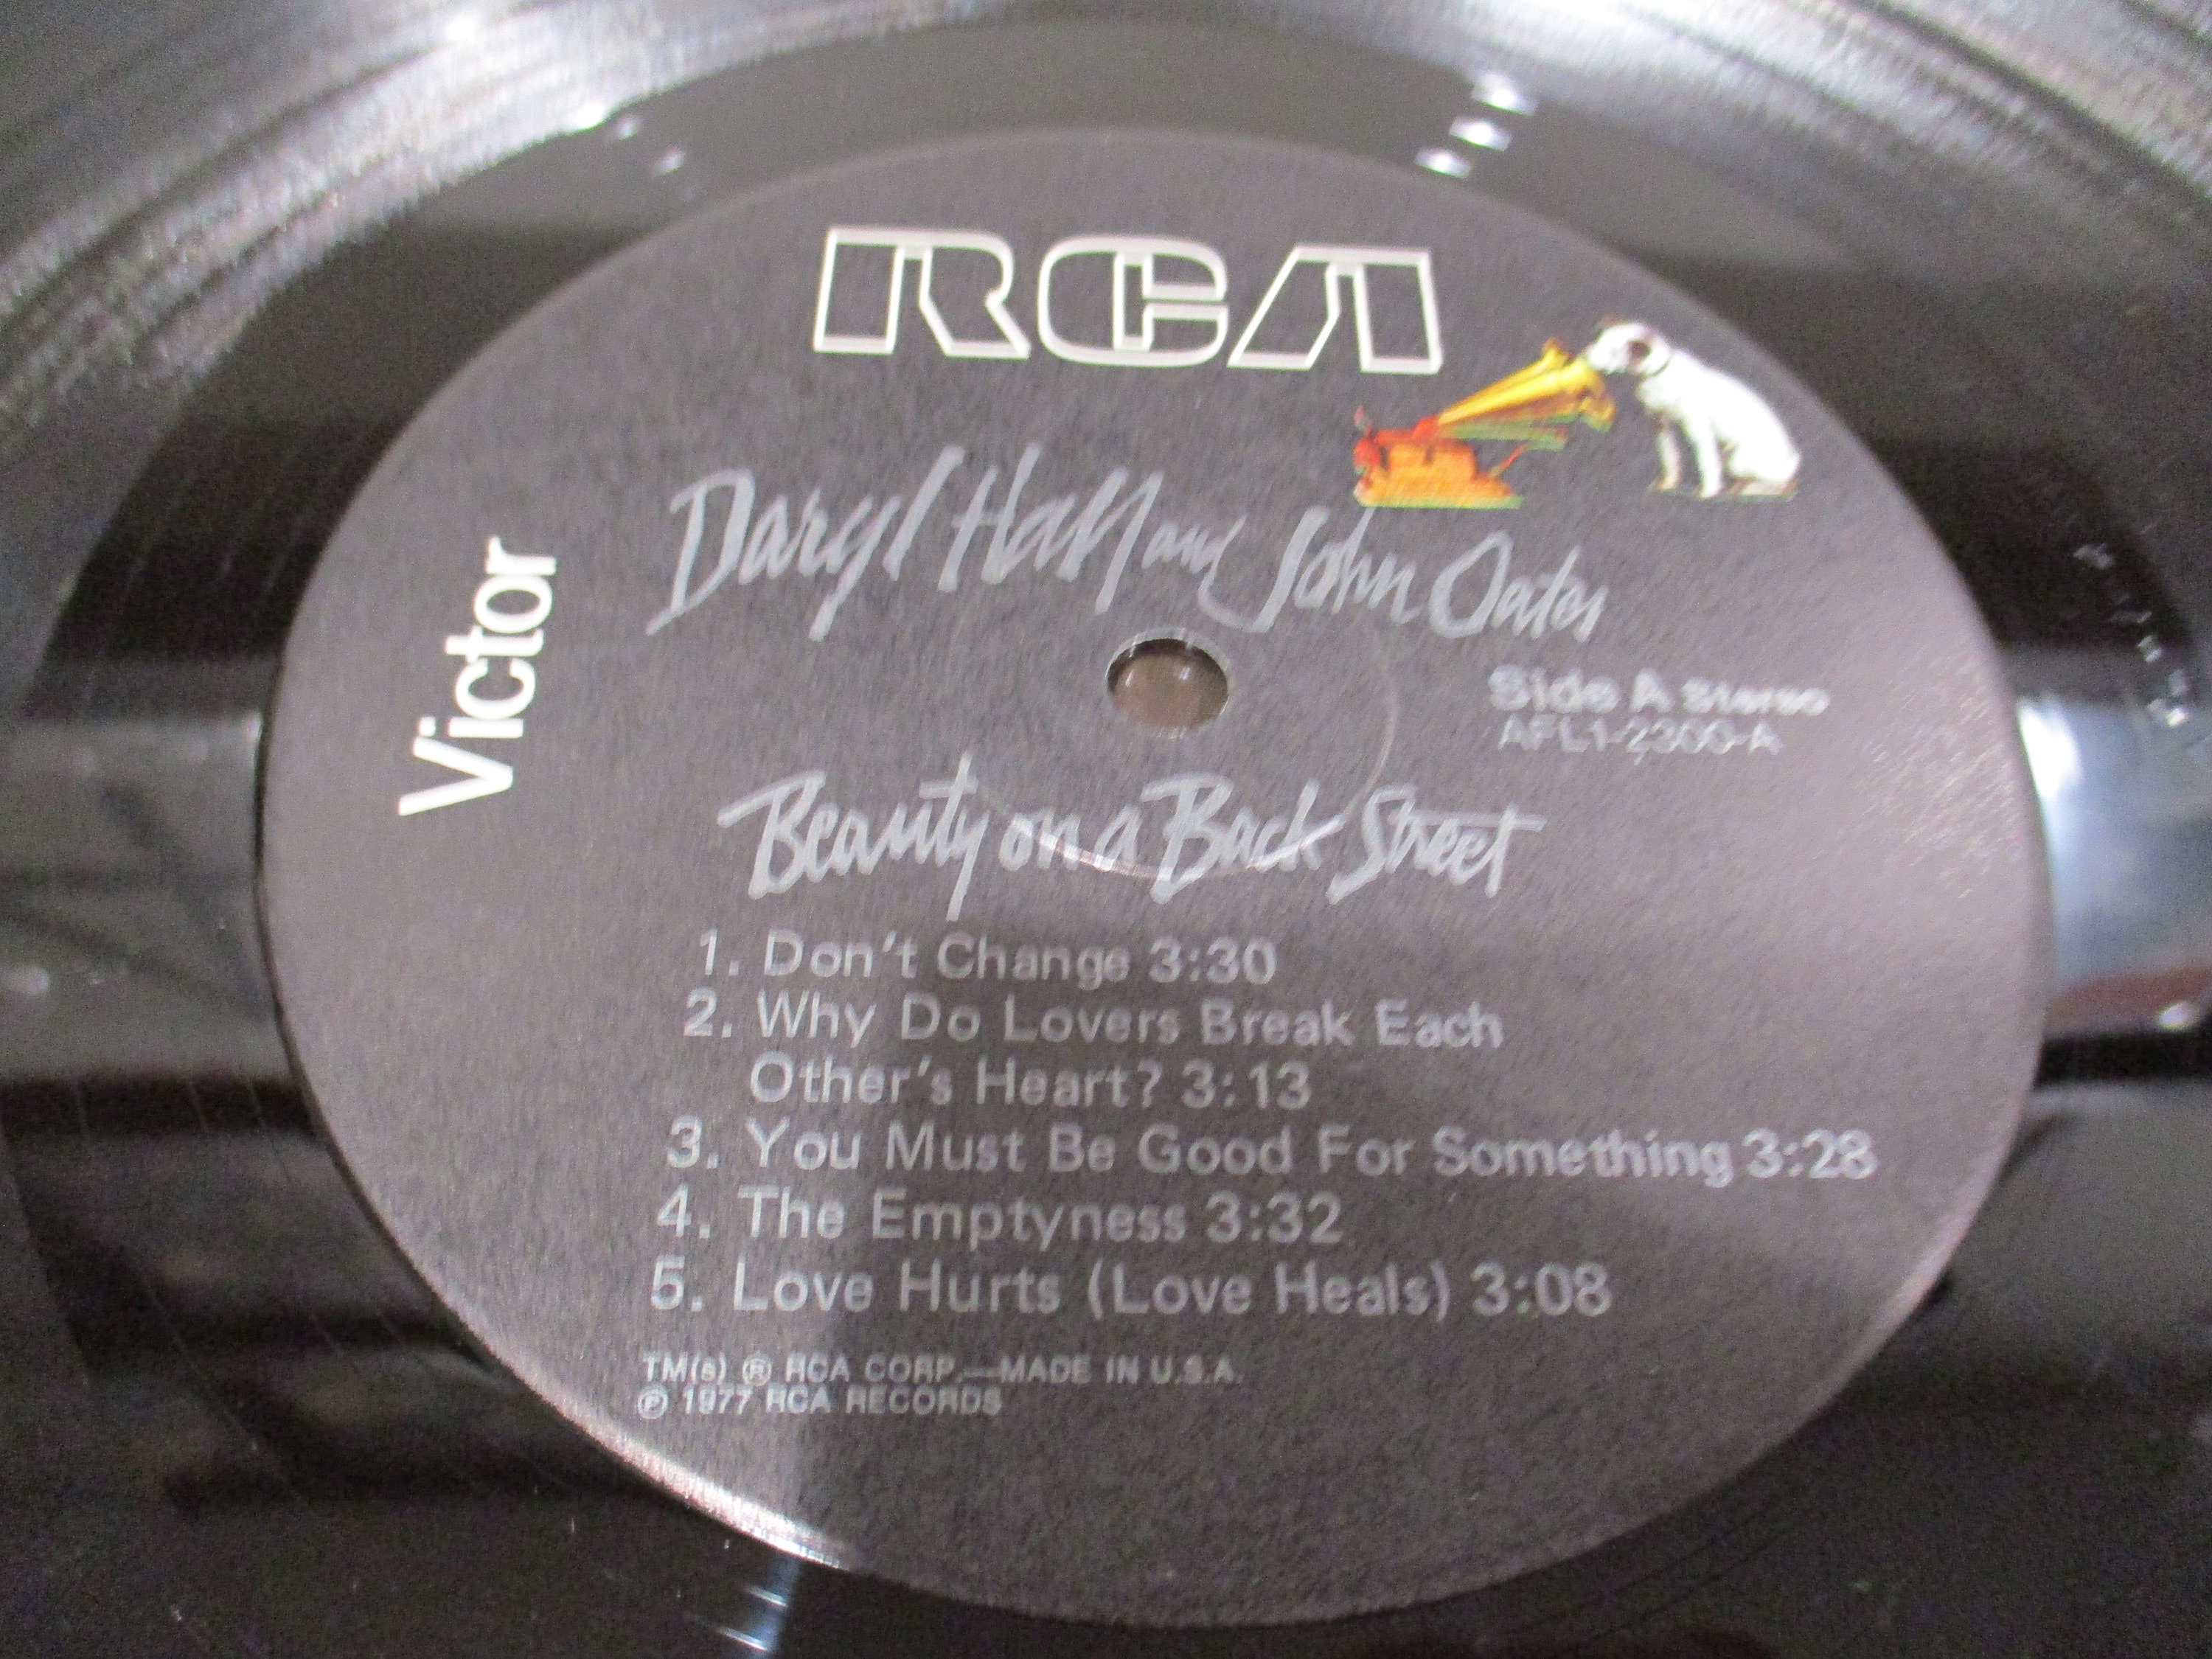 RCA
Victor
Daryl Hall and John Oates
Side A Stereo
AFL1-2300-A
Beauty on a Back Street
1. Don't Change 3:30
2. Why Do Lovers Break Each
Other's Heart? 3:13
3. You Must Be Good For Something 3:28
4. The Emptyness 3:32
5. Love Hurts (Love Heals) 3:08
TM(s) ® RCA CORP.—MADE IN U.S.A.
℗ 1977 RCA RECORDS